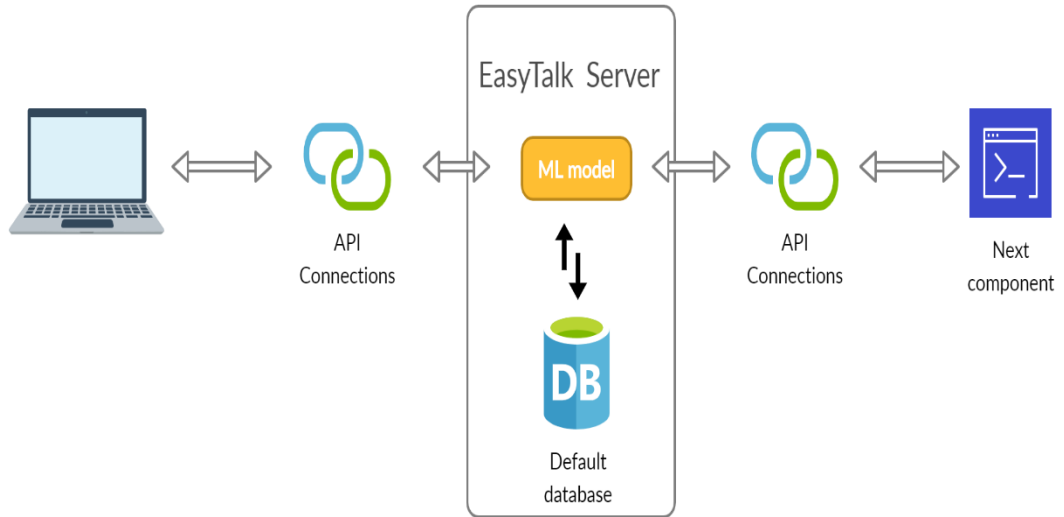 EasyTalk Server
ML model
API
Connections
API
Connections
Next
component
DB
Default
database